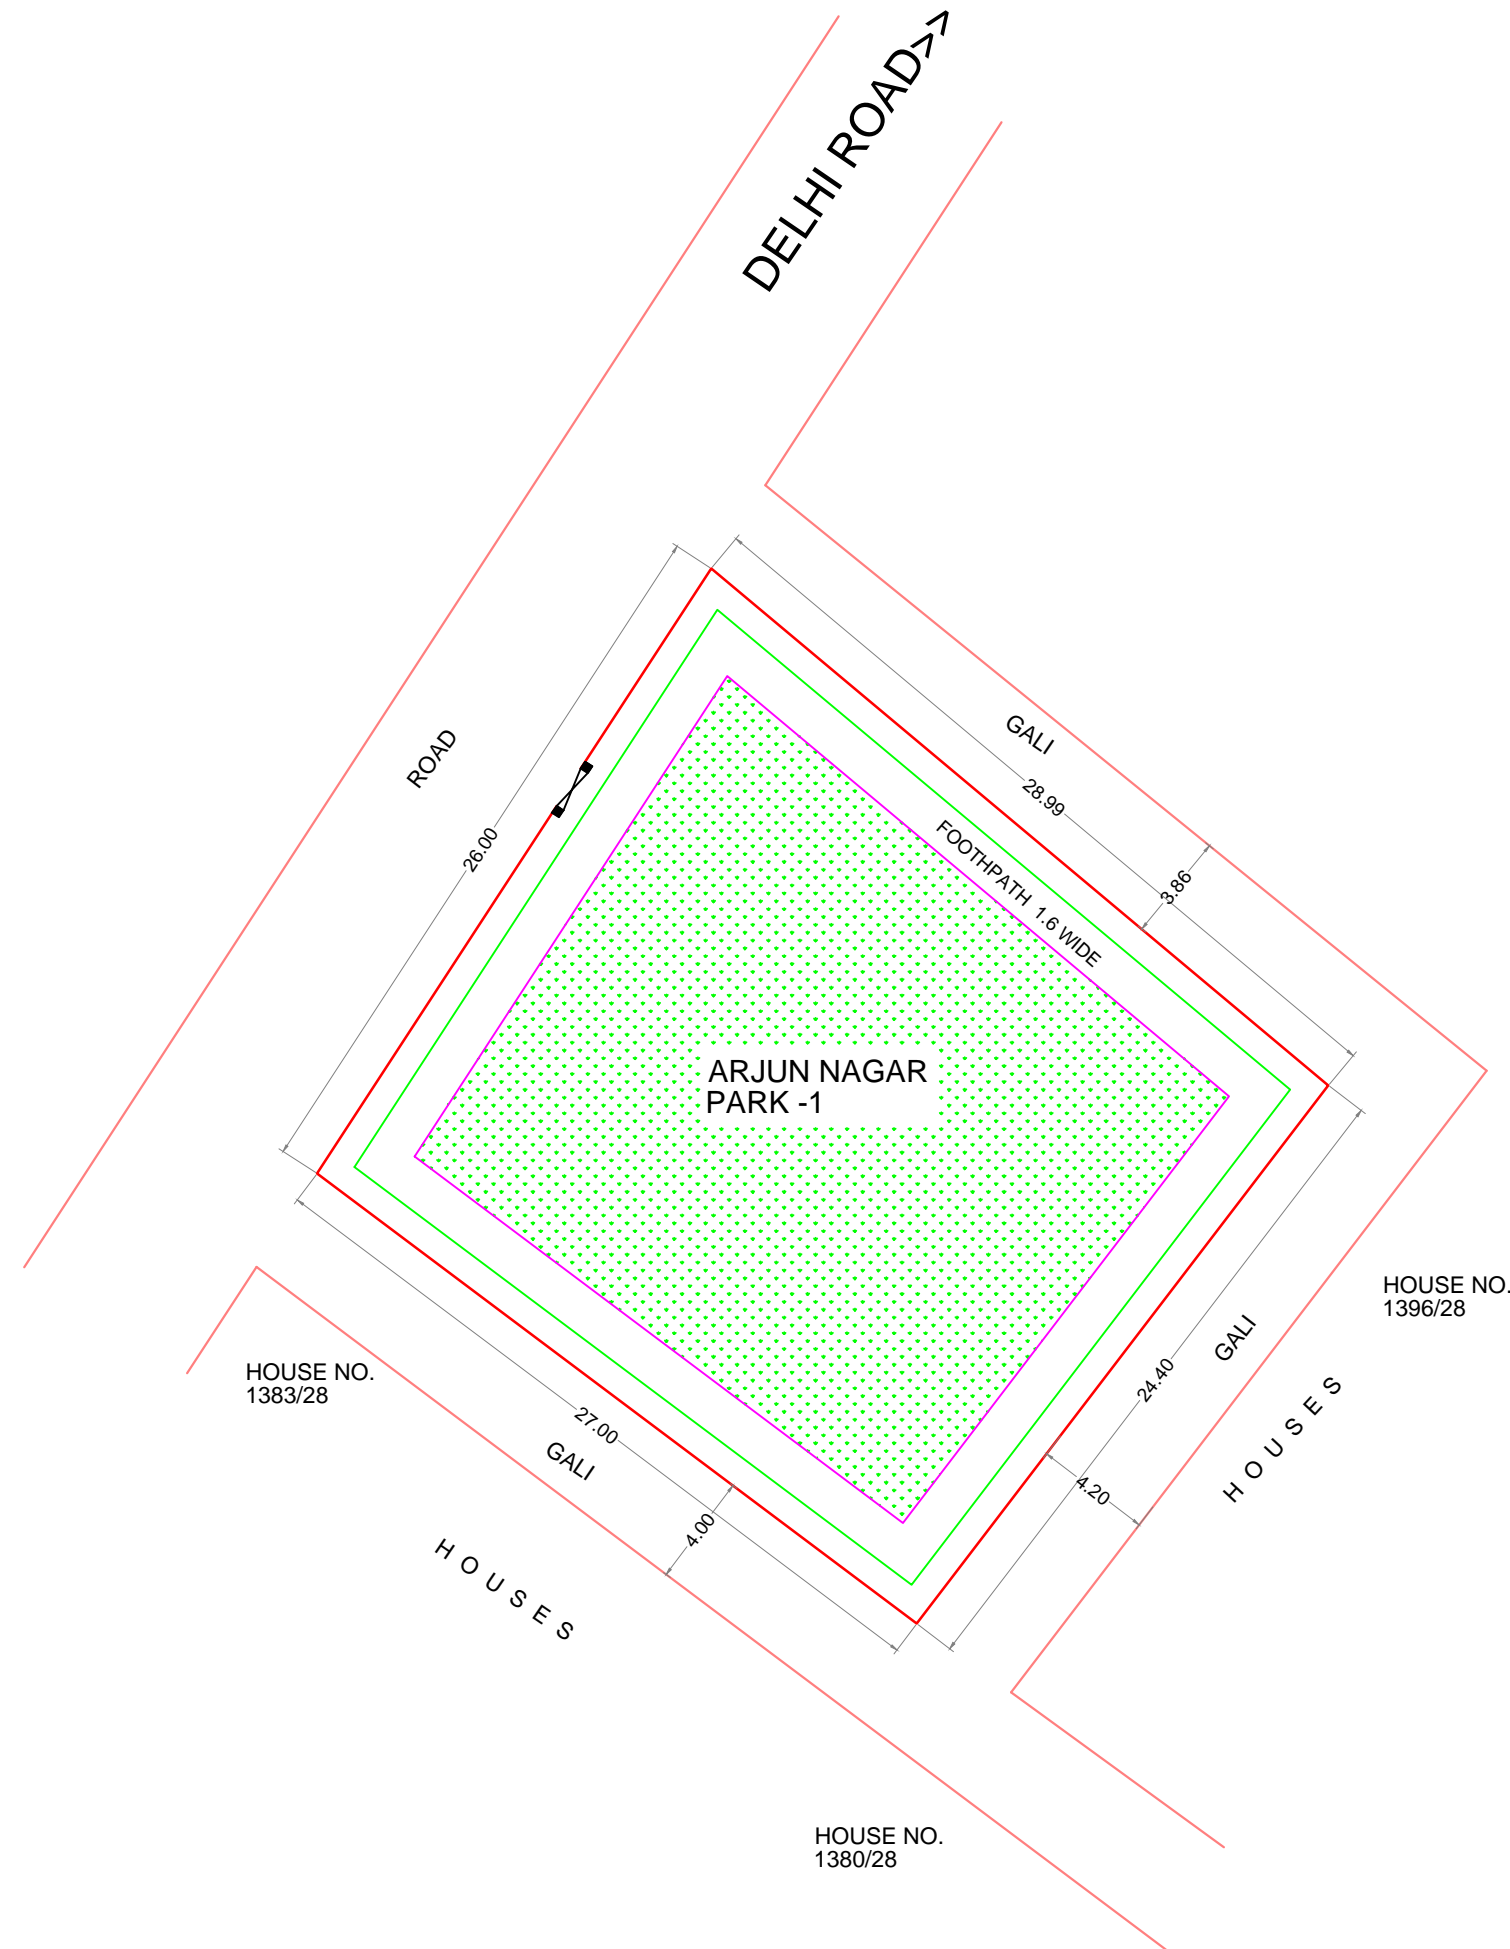 DELHI ROAD>>
ROAD
GALI
28.99
26.00
3.86
FOOTHPATH 1.6 WIDE
ARJUN NAGAR
PARK -1
HOUSE NO.
1396/28
GALI
24.40
HOUSE NO.
1383/28
27.00
GALI
H O U S E S
4.20
4.00
H O U S E S
HOUSE NO.
1380/28